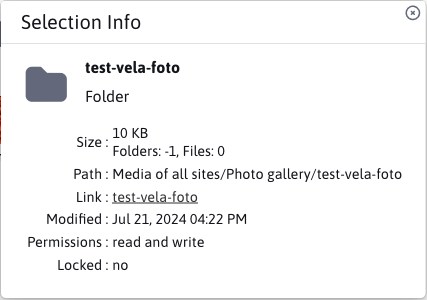 Selection Info
test-vela-foto
Folder
Size : 10 KB
Folders: -1, Files: 0
Path : Media of all sites/Photo gallery/test-vela-foto
Link : test-vela-foto
Modified : Jul 21, 2024 04:22 PM
Permissions : read and write
Locked : no